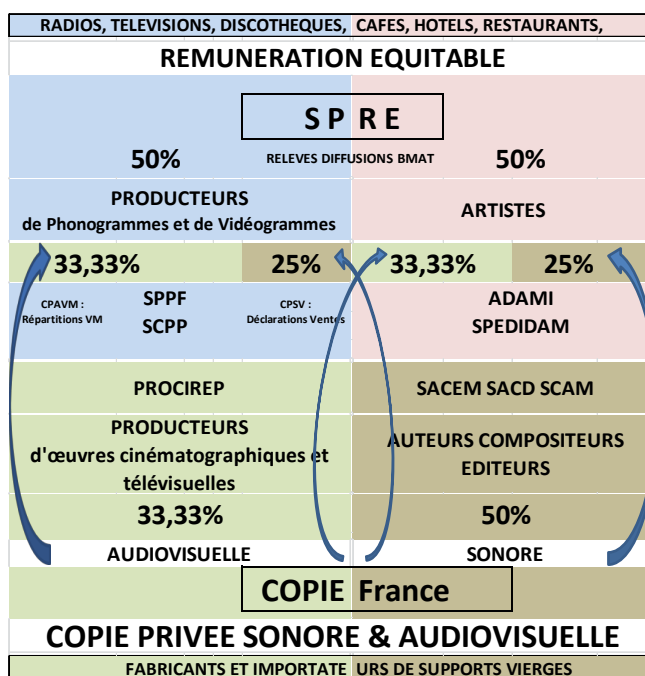 RADIOS, TELEVISIONS, DISCOTHEQUES, CAFES, HOTELS, RESTAURANTS,
REMUNERATION EQUITABLE
S P R E
50% RELEVES DIFFUSIONS BMAT 50%
PRODUCTEURS
de Phonogrammes et de Vidéogrammes
ARTISTES
33,33% 25% 33,33% 25%
CPAVM :
Répartitions VM
SPPF
SCPP
CPSV :
Déclarations Ventes
ADAMI
SPEDIDAM
PROCIREP SACEM SACD SCAM
PRODUCTEURS
d'œuvres cinématographiques et
télévisuelles
AUTEURS COMPOSITEURS
EDITEURS
33,33% 50%
AUDIOVISUELLE SONORE
COPIE France
COPIE PRIVEE SONORE & AUDIOVISUELLE
FABRICANTS ET IMPORTATE URS DE SUPPORTS VIERGES